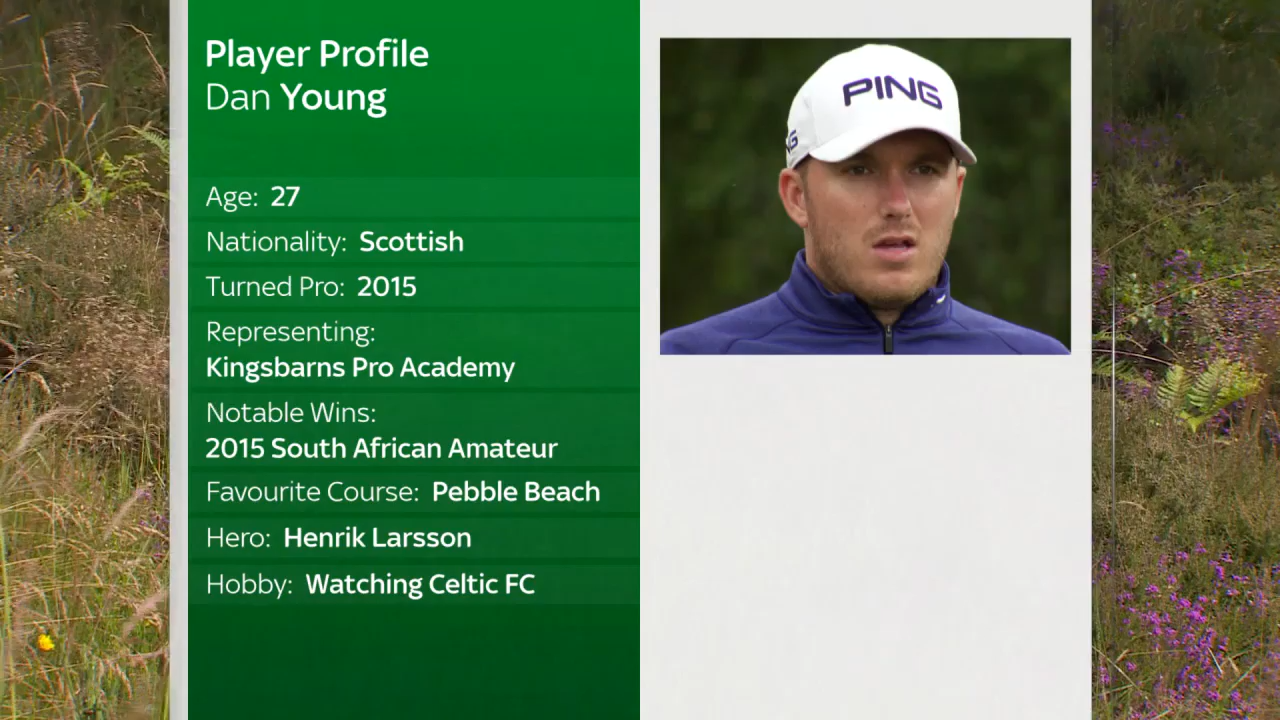 Player Profile
Dan Young
Age: 27
Nationality: Scottish
Turned Pro: 2015
Representing:
Kingsbarns Pro Academy
Notable Wins:
2015 South African Amateur
Favourite Course: Pebble Beach
Hero: Henrik Larsson
Hobby: Watching Celtic FC
PING
NG